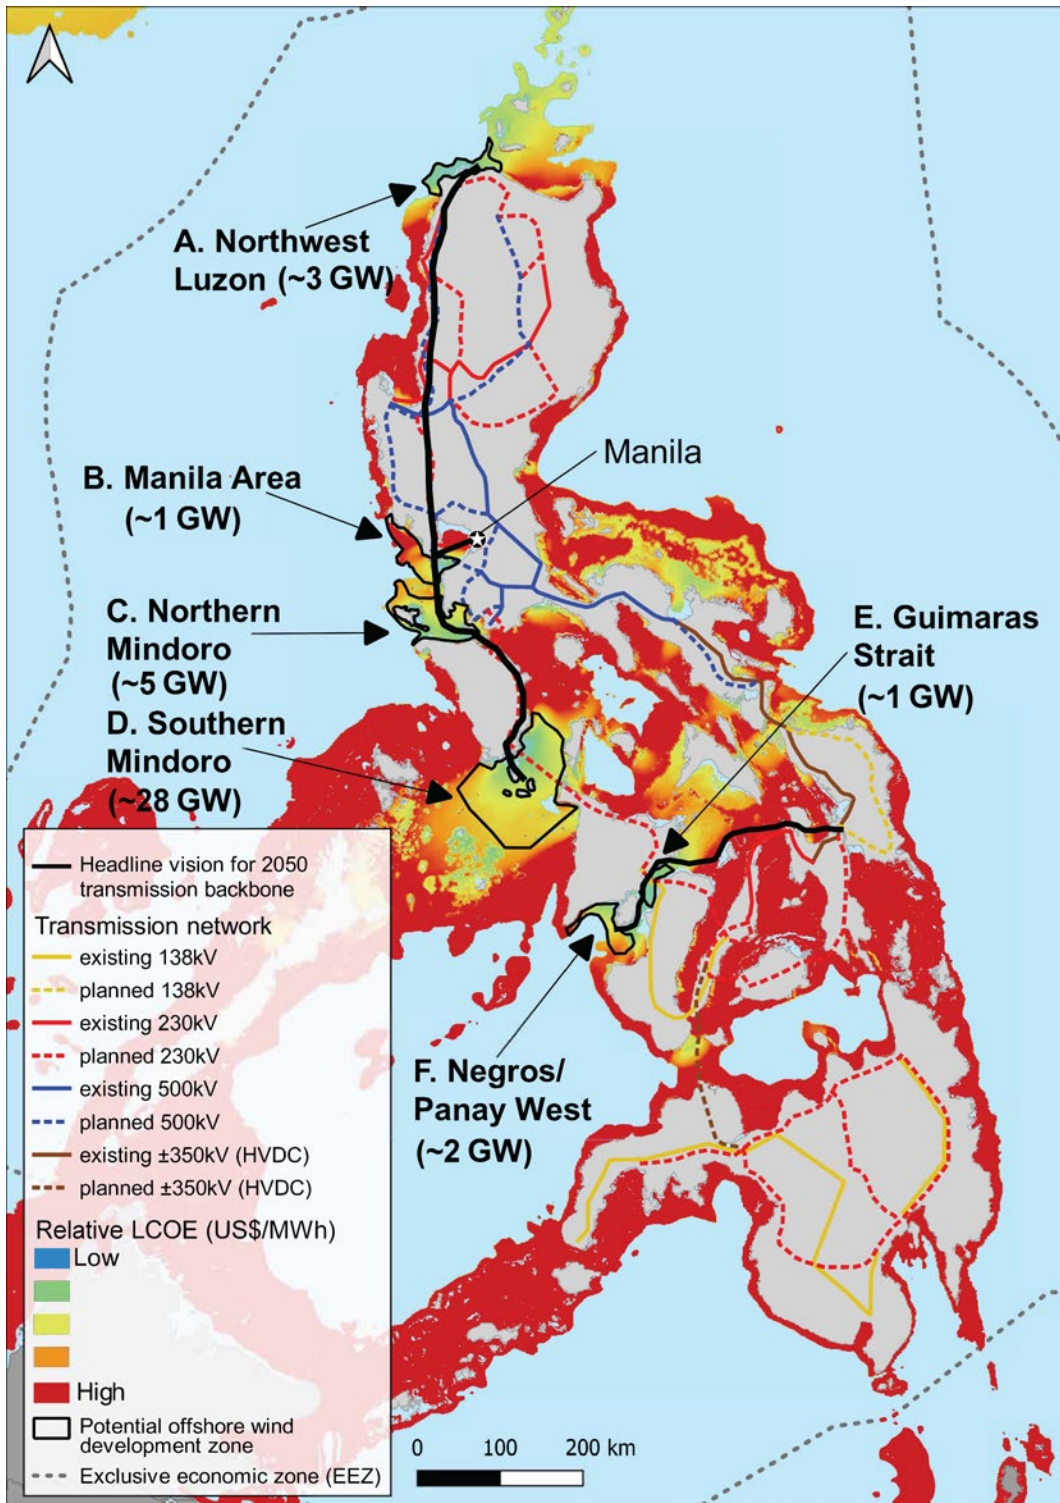 A. Northwest
Luzon (~3 GW)
Manila
B. Manila Area
(~1 GW)
C. Northern
Mindoro
(~5 GW)
D. Southern
Mindoro
(~28 GW)
E. Guimaras
Strait
(~1 GW)
F. Negros/
Panay West
(~2 GW)
Headline vision for 2050
transmission backbone
Transmission network
existing 138kV
planned 138kV
existing 230kV
planned 230kV
existing 500kV
planned 500kV
existing ±350kV (HVDC)
planned ±350kV (HVDC)
Relative LCOE (US$/MWh)
Low
High
Potential offshore wind
development zone
Exclusive economic zone (EEZ)
0 100 200 km